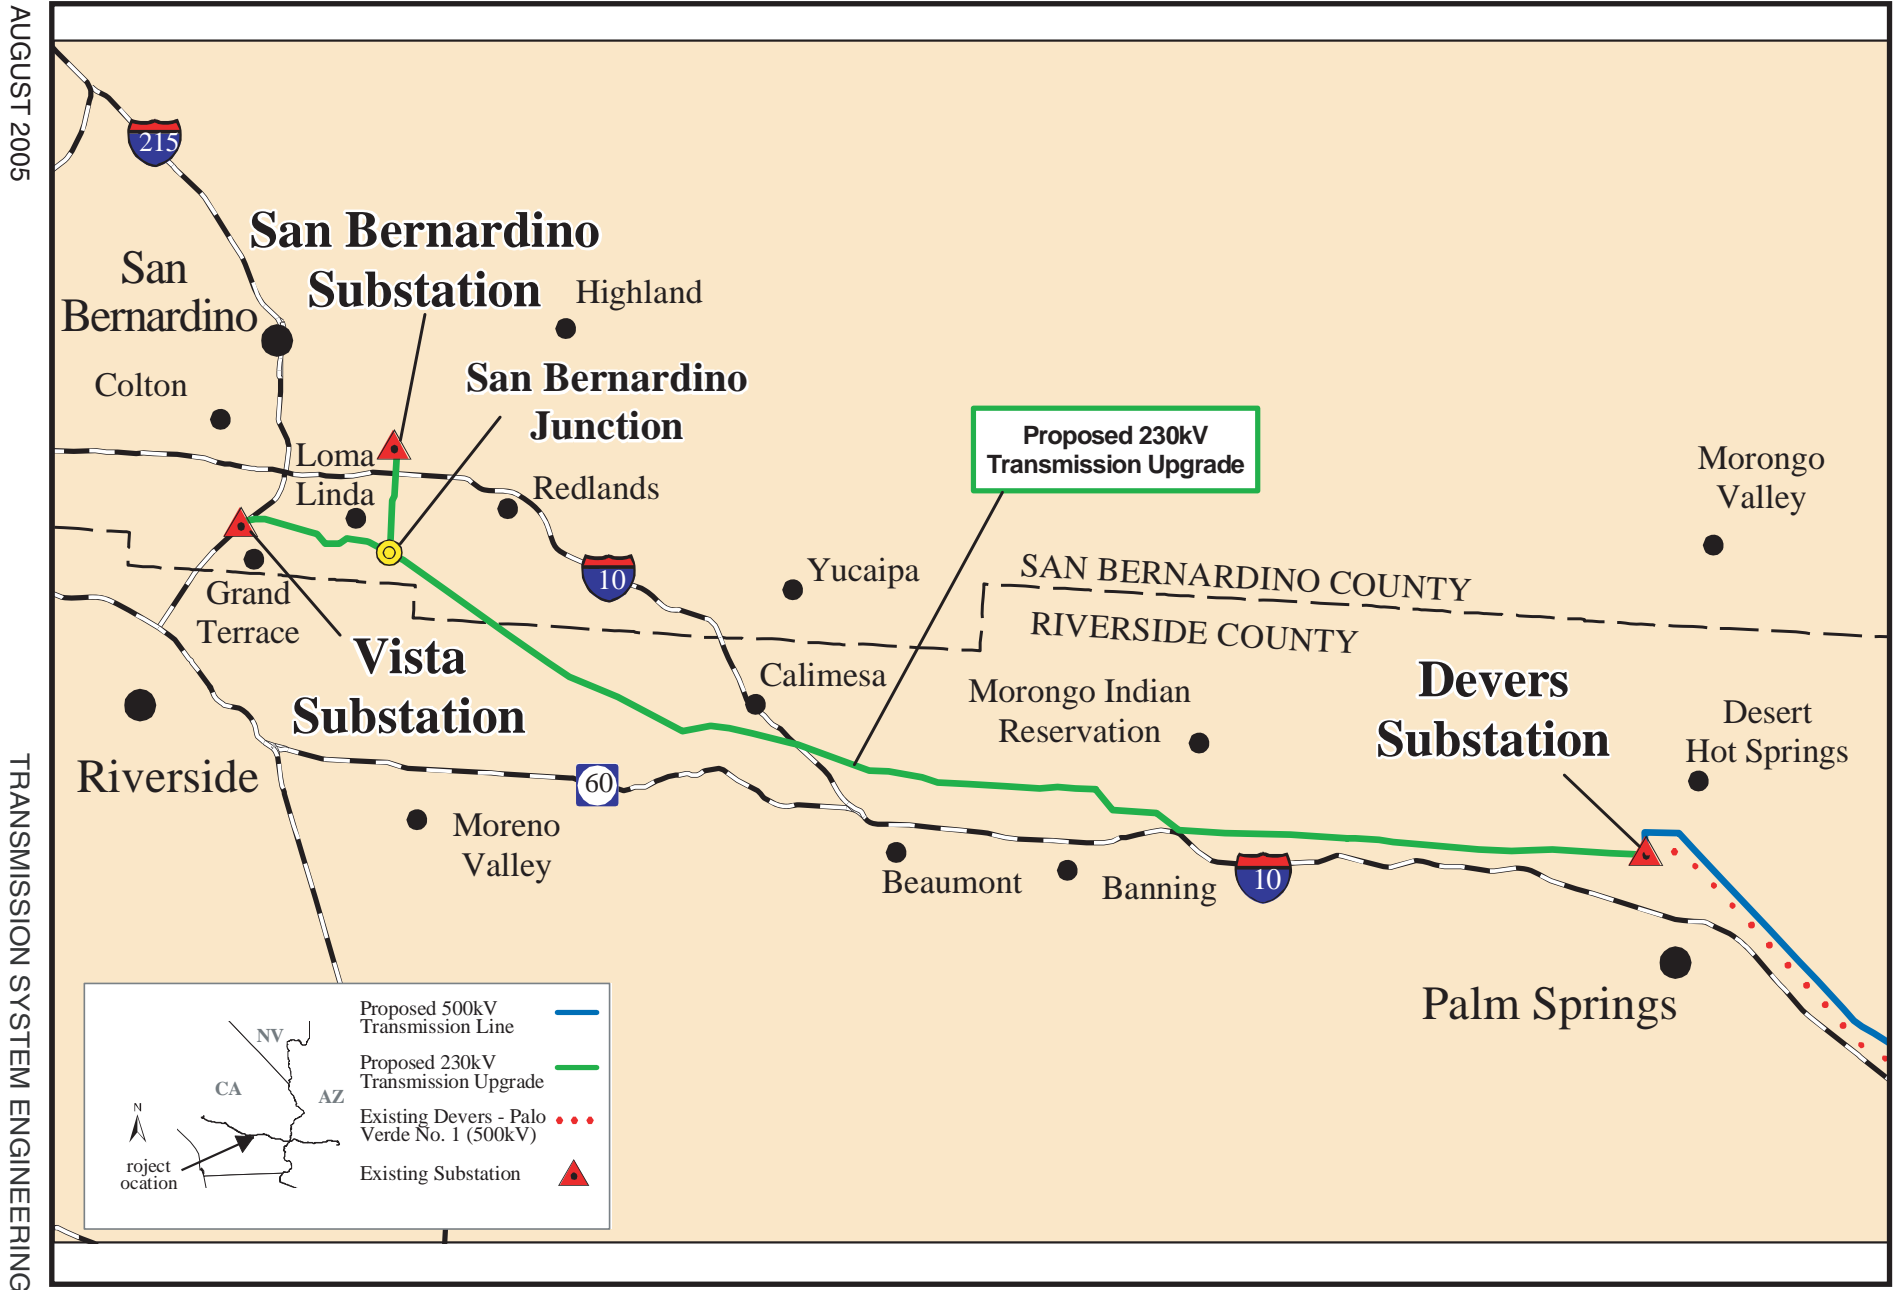 AUGUST 2005
TRANSMISSION SYSTEM ENGINEERING
215
San Bernardino
Substation
San
Bernardino
Highland
San Bernardino
Junction
Colton
Loma
Linda
Redlands
Proposed 230kV
Transmission Upgrade
Morongo
Valley
10
Yucaipa
SAN BERNARDINO COUNTY
RIVERSIDE COUNTY
Grand
Terrace
Vista
Substation
Calimesa
Morongo Indian
Reservation
Devers
Substation
Desert
Hot Springs
Riverside
60
Moreno
Valley
Beaumont
Banning
10
Palm Springs
Proposed 500kV
Transmission Line
Proposed 230kV
Transmission Upgrade
Existing Devers - Palo
Verde No. 1 (500kV)
Existing Substation
NV
CA
AZ
N
roject
ocation